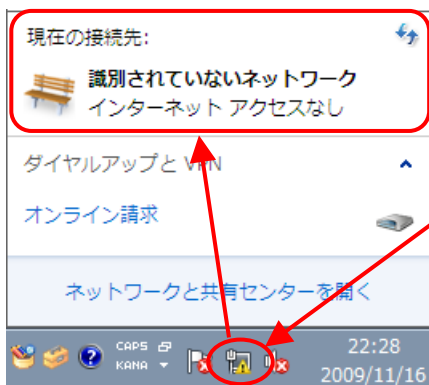 現在の接続先:
識別されていないネットワーク
インターネット アクセスなし
ダイヤルアップと VPN
オンライン請求
ネットワークと共有センターを開く
CAPS
KANA
22:28
2009/11/16